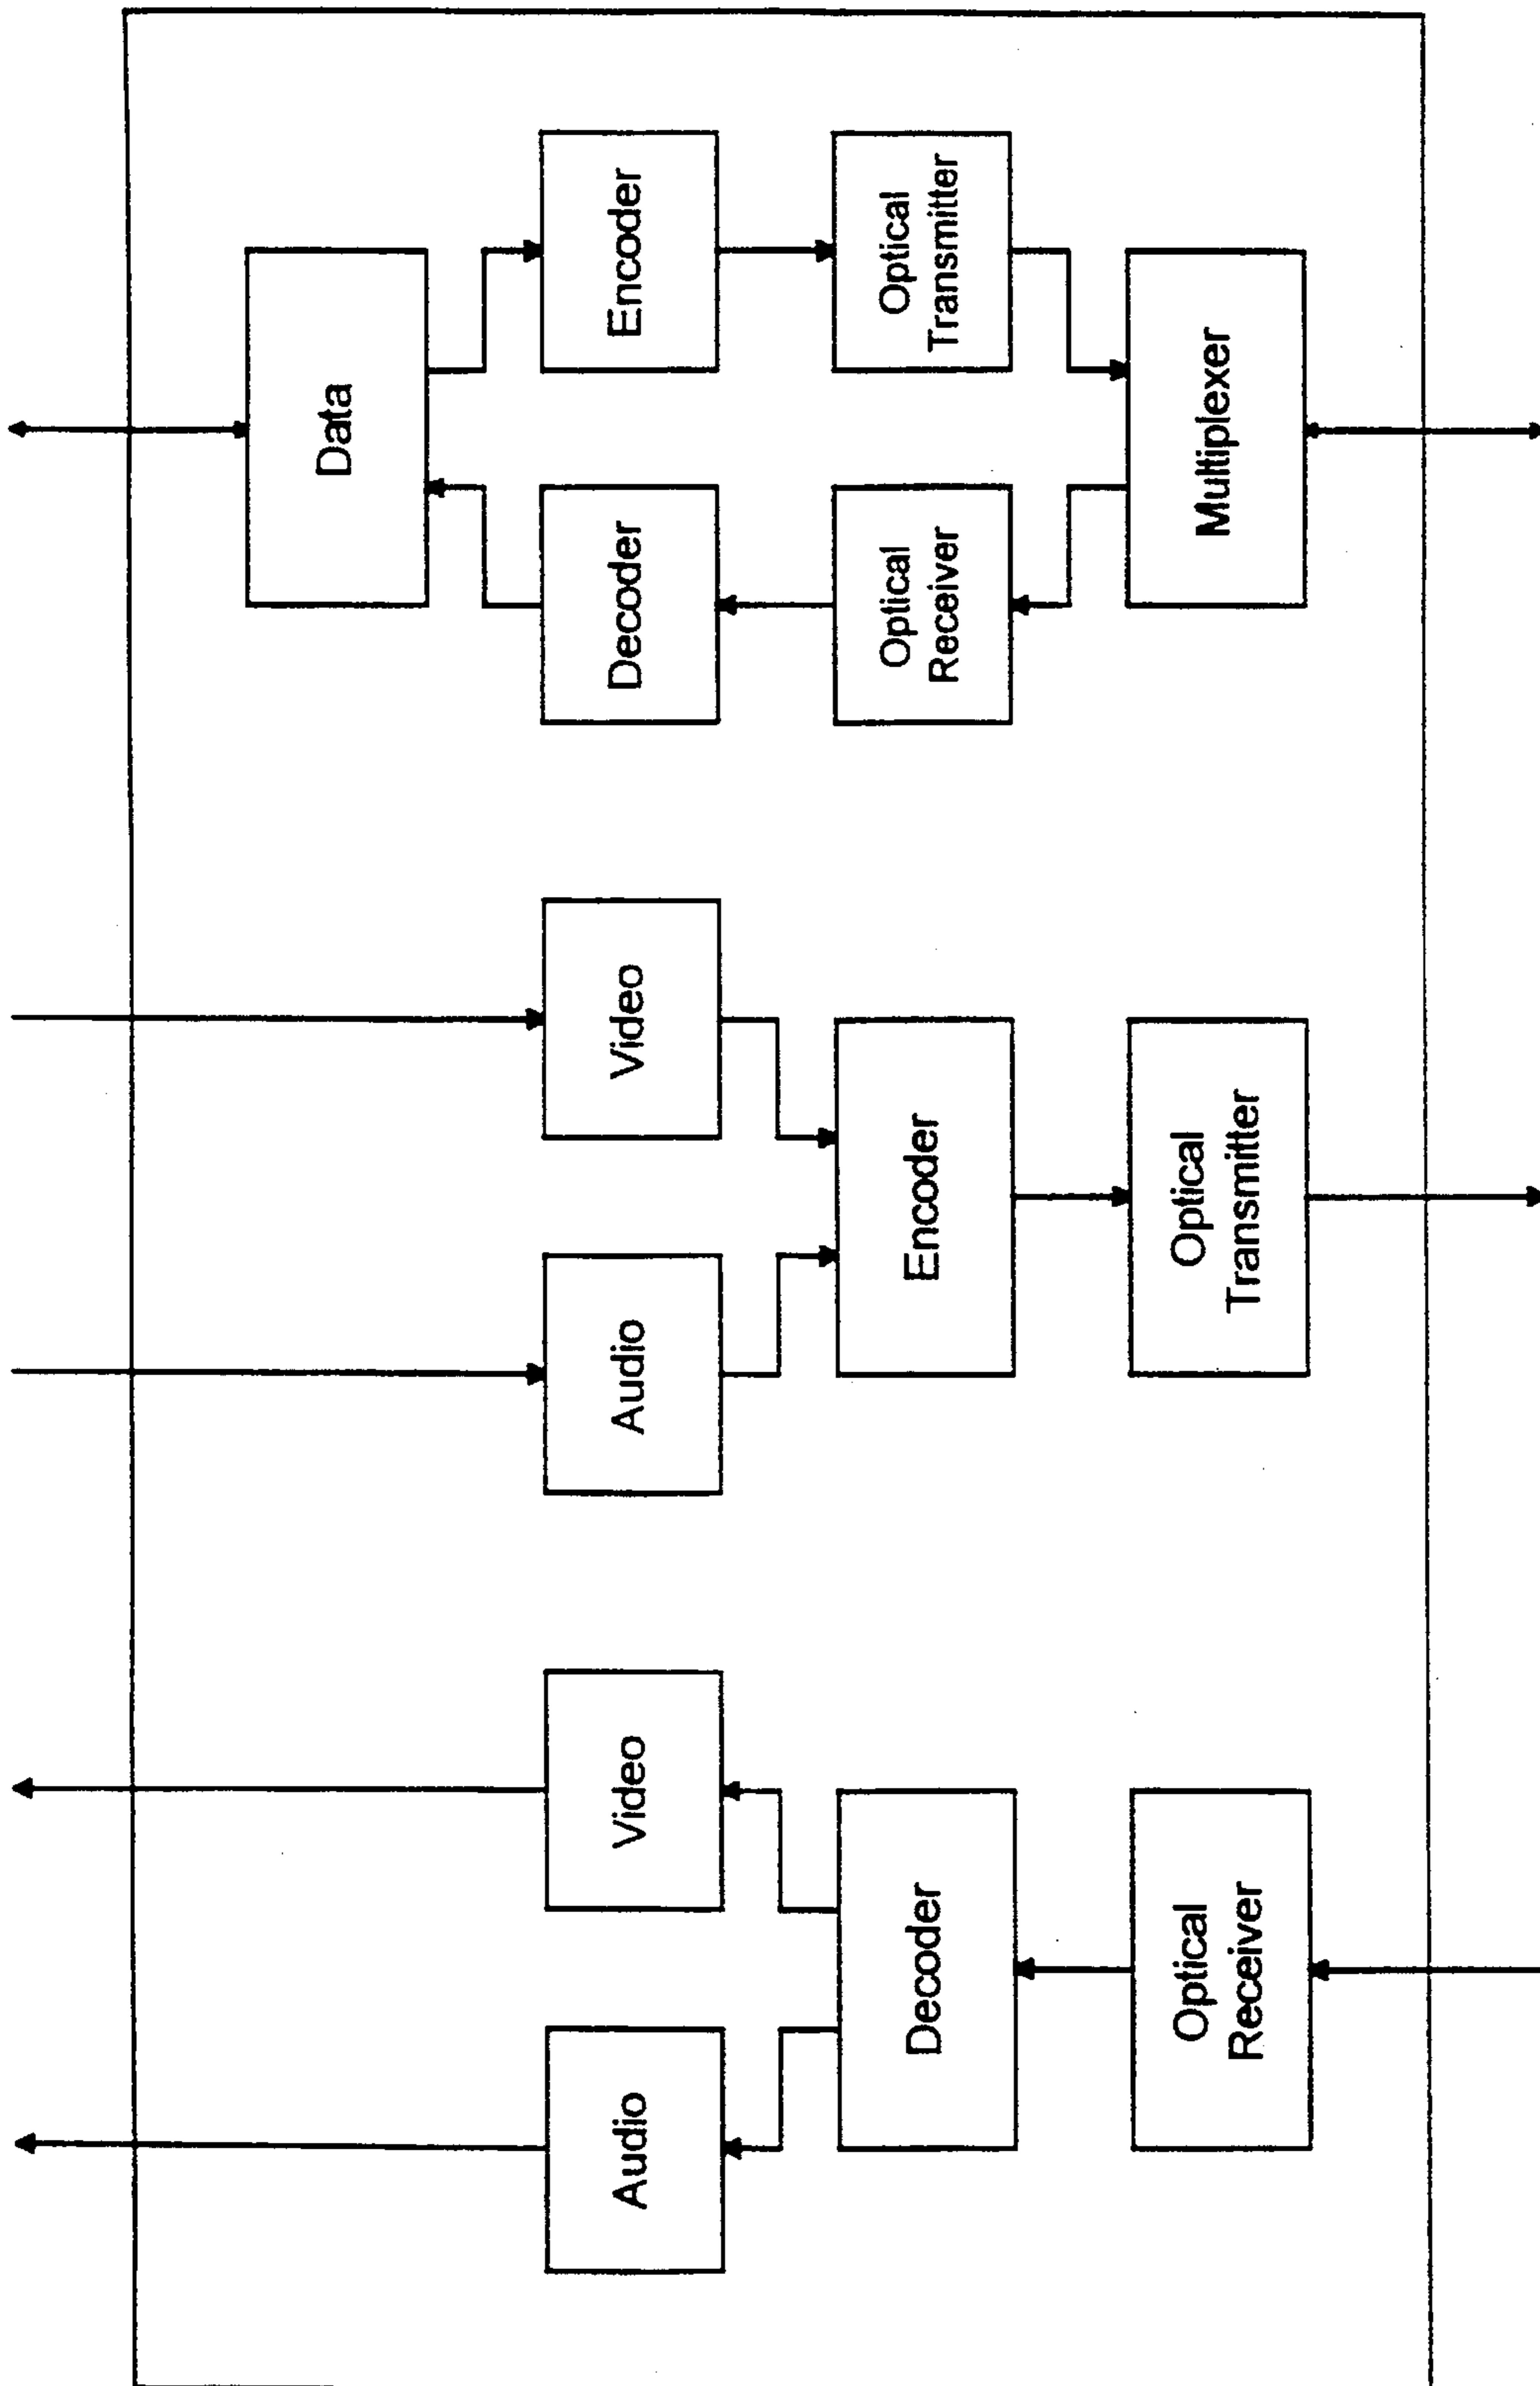 Data
Encoder
Decoder
Optical
Transmitter
Optical
Receiver
Multiplexer
Video
Audio
Encoder
Optical
Transmitter
Video
Audio
Decoder
Optical
Receiver